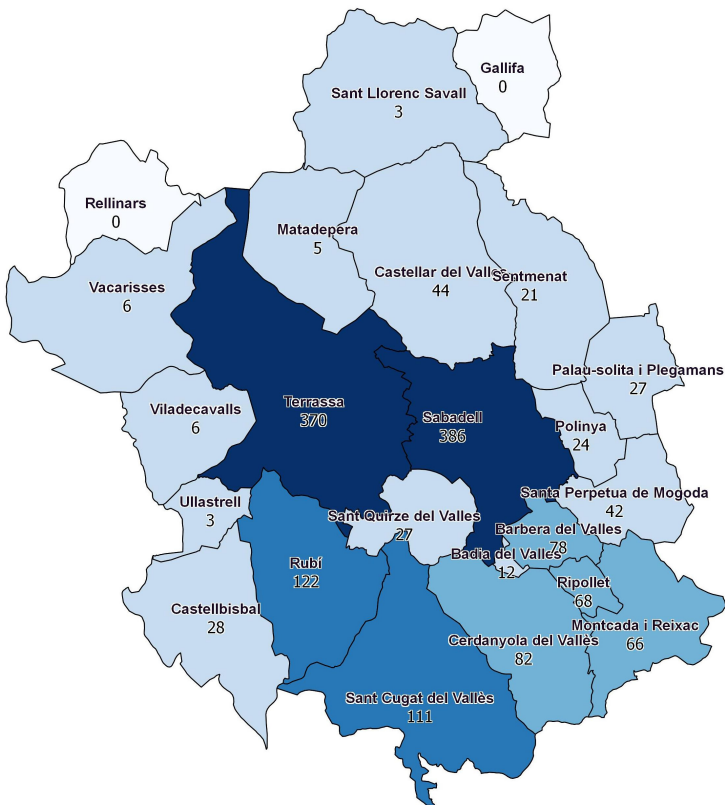 Gallifa
0
Sant Llorenc Savall
3
Rellinars
0
Matadepera
5
Castellar del Valles
44
Sentmenat
21
Vacarisses
6
Palau-solita i Plegamans
27
Viladecavalls
6
Terrassa
370
Sabadell
386
Polinya
24
Santa Perpetua de Mogoda
42
Ullastrell
3
Sant Quirze del Valles
27
Barbera del Valles
78
Badia del Valles
12
Rubí
122
Ripollet
68
Castellbisbal
28
Montcada i Reixac
66
Cerdanyola del Vallès
82
Sant Cugat del Vallès
111